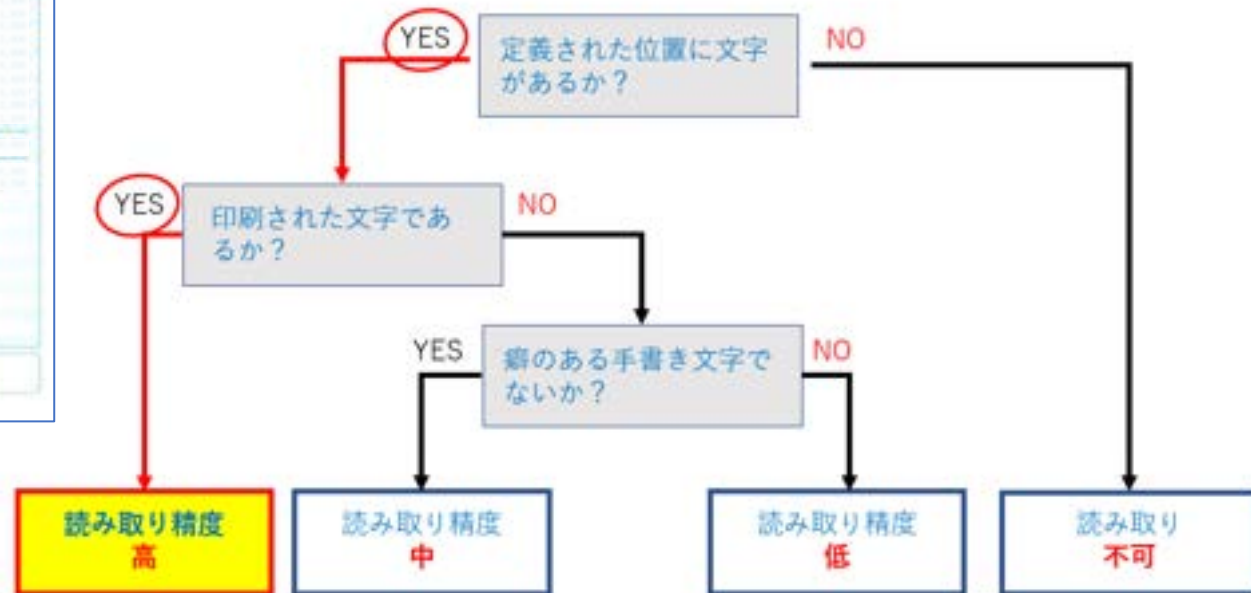 YES
定義された位置に文字
があるか？
NO
YES
印刷された文字であ
るか？
NO
YES
癖のある手書き文字で
ないか？
NO
読み取り精度
高
読み取り精度
中
読み取り精度
低
読み取り
不可